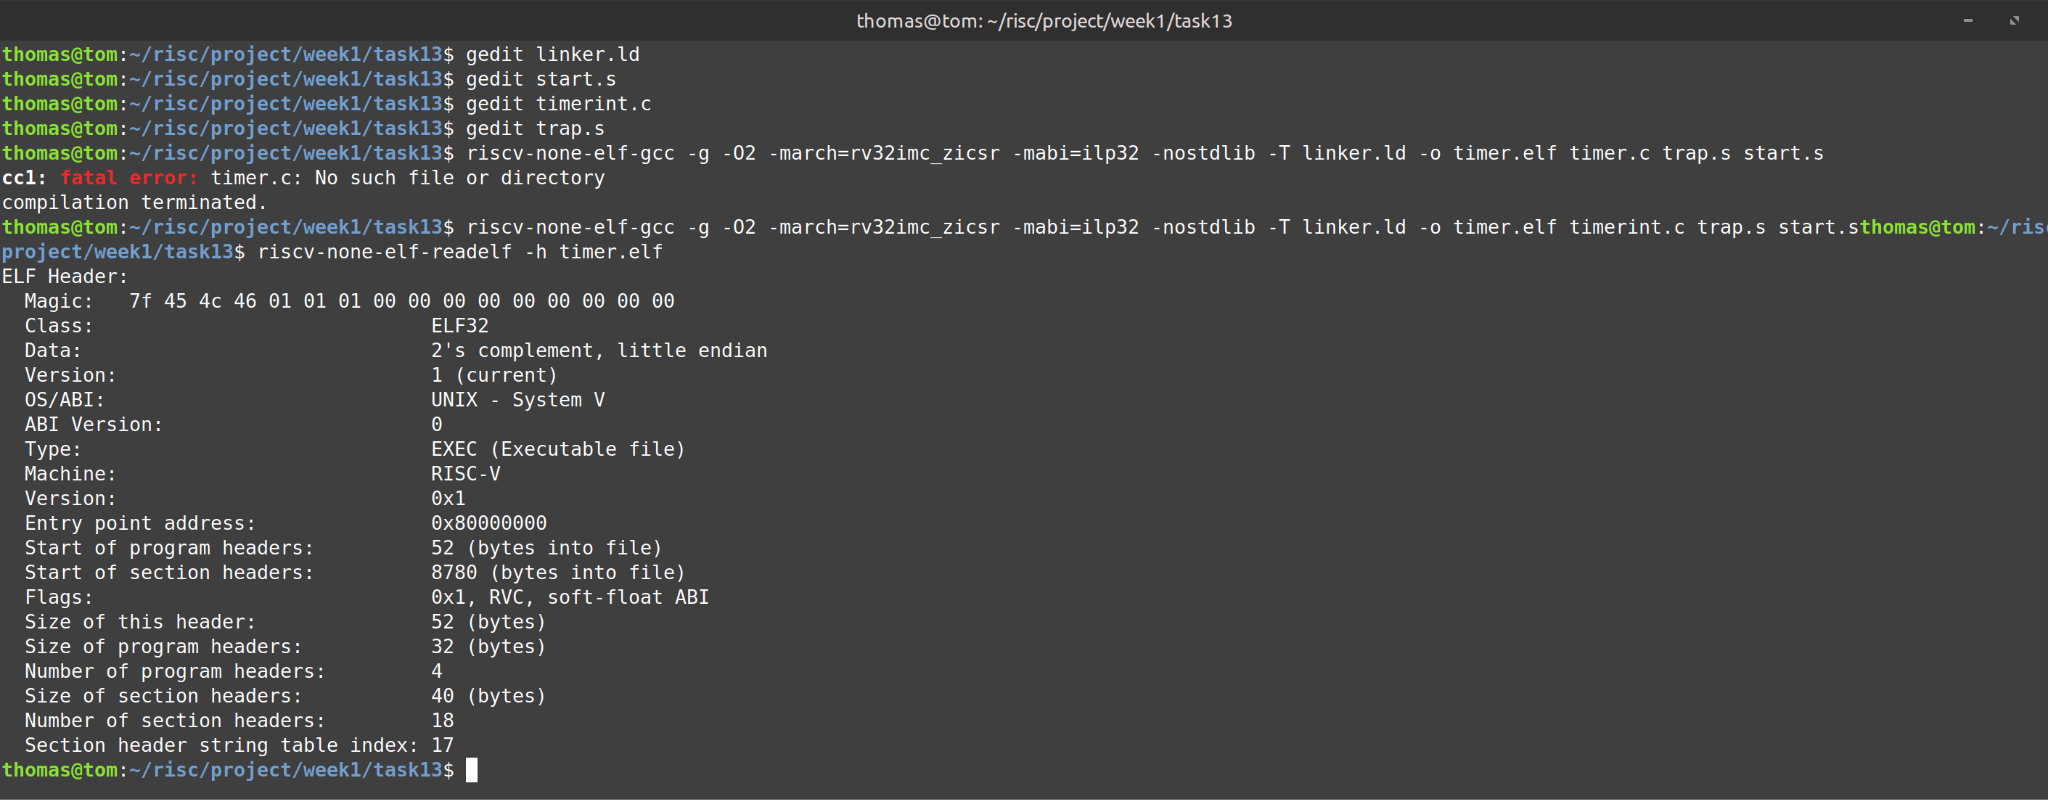 thomas@tom: ~/risc/project/week1/task13
thomas@tom:~/risc/project/week1/task13$ gedit linker.ld
thomas@tom:~/risc/project/week1/task13$ gedit start.s
thomas@tom:~/risc/project/week1/task13$ gedit timerint.c
thomas@tom:~/risc/project/week1/task13$ gedit trap.s
thomas@tom:~/risc/project/week1/task13$ riscv-none-elf-gcc -g -O2 -march=rv32imc_zicsr -mabi=ilp32 -nostdlib -T linker.ld -o timer.elf timer.c trap.s start.s
cc1: fatal error: timer.c: No such file or directory
compilation terminated.
thomas@tom:~/risc/project/week1/task13$ riscv-none-elf-gcc -g -O2 -march=rv32imc_zicsr -mabi=ilp32 -nostdlib -T linker.ld -o timer.elf timerint.c trap.s start.sthomas@tom:~/risc
project/week1/task13$ riscv-none-elf-readelf -h timer.elf
ELF Header:
  Magic:   7f 45 4c 46 01 01 01 00 00 00 00 00 00 00 00 00
  Class:                             ELF32
  Data:                              2's complement, little endian
  Version:                           1 (current)
  OS/ABI:                            UNIX - System V
  ABI Version:                       0
  Type:                              EXEC (Executable file)
  Machine:                           RISC-V
  Version:                           0x1
  Entry point address:               0x80000000
  Start of program headers:          52 (bytes into file)
  Start of section headers:          8780 (bytes into file)
  Flags:                             0x1, RVC, soft-float ABI
  Size of this header:               52 (bytes)
  Size of program headers:           32 (bytes)
  Number of program headers:         4
  Size of section headers:           40 (bytes)
  Number of section headers:         18
  Section header string table index: 17
thomas@tom:~/risc/project/week1/task13$